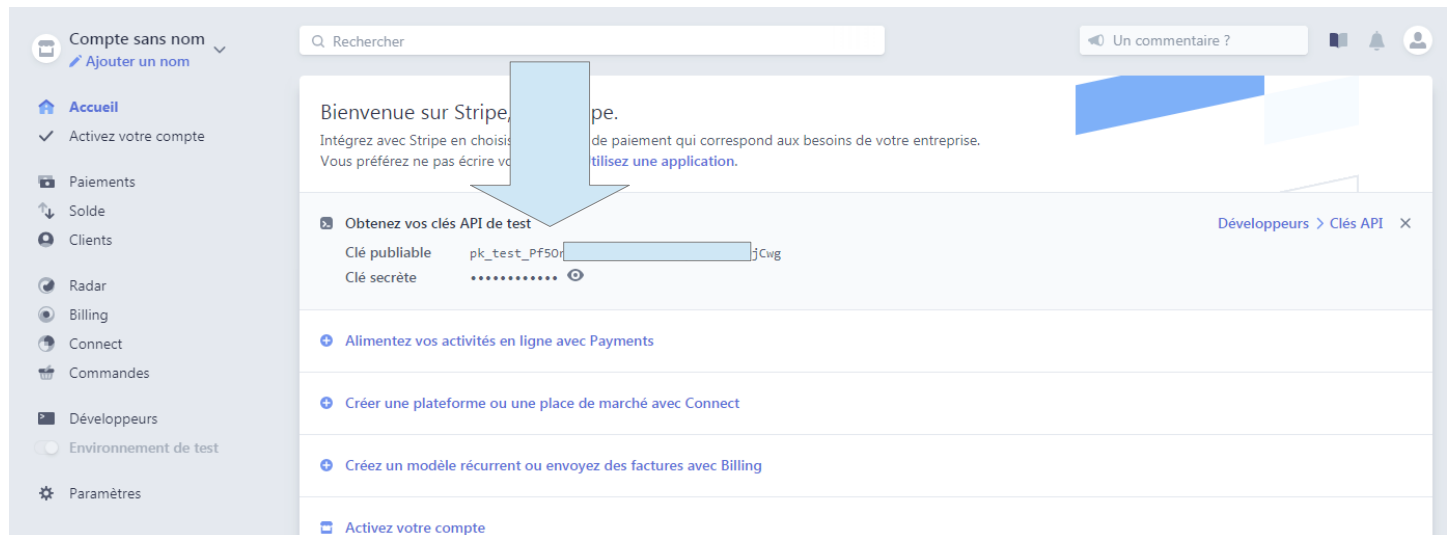 Compte sans nom
Ajouter un nom
Accueil
Activez votre compte
Paiements
Solde
Clients
Radar
Billing
Connect
Commandes
Développeurs
Environnement de test
Paramètres
Rechercher
Un commentaire ?
Bienvenue sur Stripe, pe.
Intégrez avec Stripe en de paiement qui correspond aux besoins de votre entreprise.
Vous préférez ne pas écrire une application.
Obtenez vos clés API de test
Développeurs > Clés API
Clé publiable pk_test_Pf5O jCwg
Clé secrète ••••••••••••
Alimentez vos activités en ligne avec Payments
Créer une plateforme ou une place de marché avec Connect
Créez un modèle récurrent ou envoyez des factures avec Billing
Activez votre compte